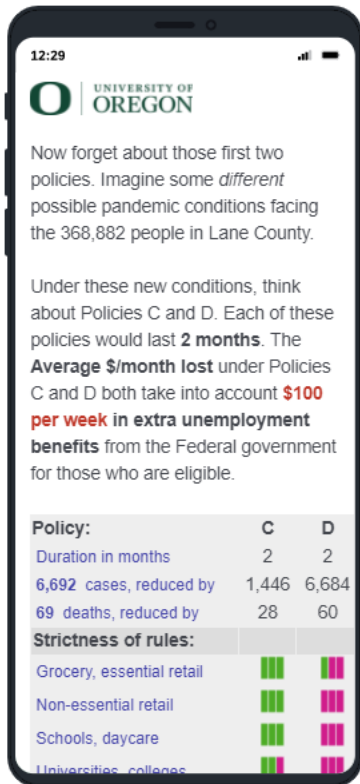 12:29
UNIVERSITY OF
OREGON
Now forget about those first two
policies. Imagine some different
possible pandemic conditions facing
the 368,882 people in Lane County.
Under these new conditions, think
about Policies C and D. Each of these
policies would last 2 months. The
Average $/month lost under Policies
C and D both take into account $100
per week in extra unemployment
benefits from the Federal government
for those who are eligible.
Policy: C D
Duration in months 2 2
6,692 cases, reduced by 1,446 6,684
69 deaths, reduced by 28 60
Strictness of rules:
Grocery, essential retail
Non-essential retail
Schools, daycare
Universities, colleges